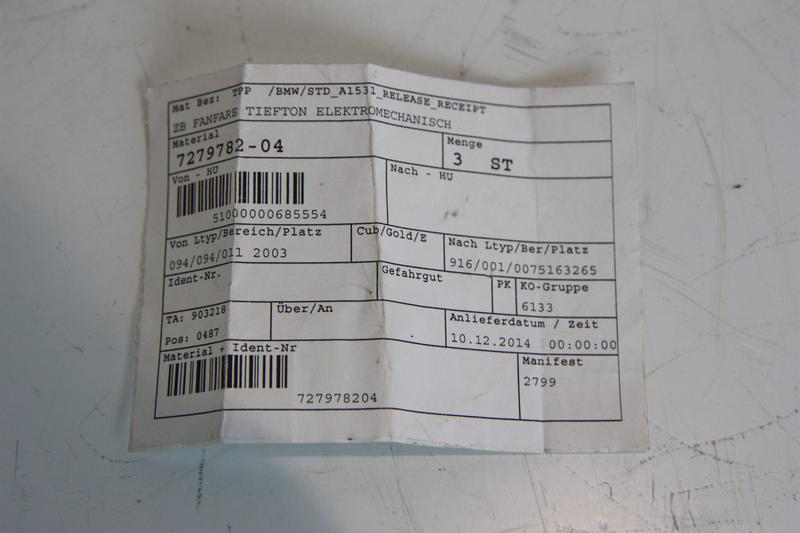 Mat Bez: TPP /BMW/STD_A1531_RELEASE_RECEIPT
ZB FANFARE TIEFTON ELEKTROMECHANISCH
Material
7279782-04
Menge
3 ST
Von - HU
51000000685554
Nach - HU
Von Ltyp/Bereich/Platz
094/094/011 2003
Cub/Gold/E
Nach Ltyp/Ber/Platz
916/001/0075163265
Ident-Nr.
Gefahrgut
PK
KO-Gruppe
6133
TA: 903218
Pos: 0487
Über/An
Anlieferdatum / Zeit
10.12.2014 00:00:00
Material + Ident-Nr
727978204
Manifest
2799